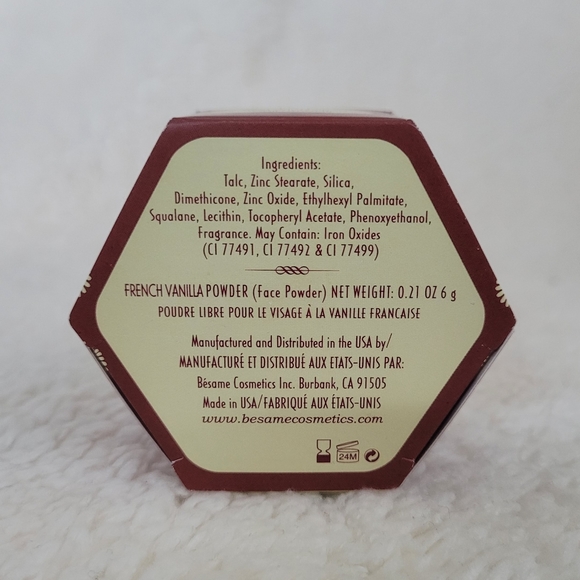 Ingredients:
Talc, Zinc Stearate, Silica,
Dimethicone, Zinc Oxide, Ethylhexyl Palmitate,
Squalane, Lecithin, Tocopheryl Acetate, Phenoxyethanol,
Fragrance. May Contain: Iron Oxides
(CI 77491, CI 77492 & CI 77499)
FRENCH VANILLA POWDER (Face Powder) NET WEIGHT: 0.21 OZ 6 g
POUDRE LIBRE POUR LE VISAGE À LA VANILLE FRANCAISE
Manufactured and Distributed in the USA by/
MANUFACTURÉ ET DISTRIBUÉ AUX ETATS-UNIS PAR:
Bésame Cosmetics Inc. Burbank, CA 91505
Made in USA/FABRIQUÉ AUX ÉTATS-UNIS
www.besamecosmetics.com
24M